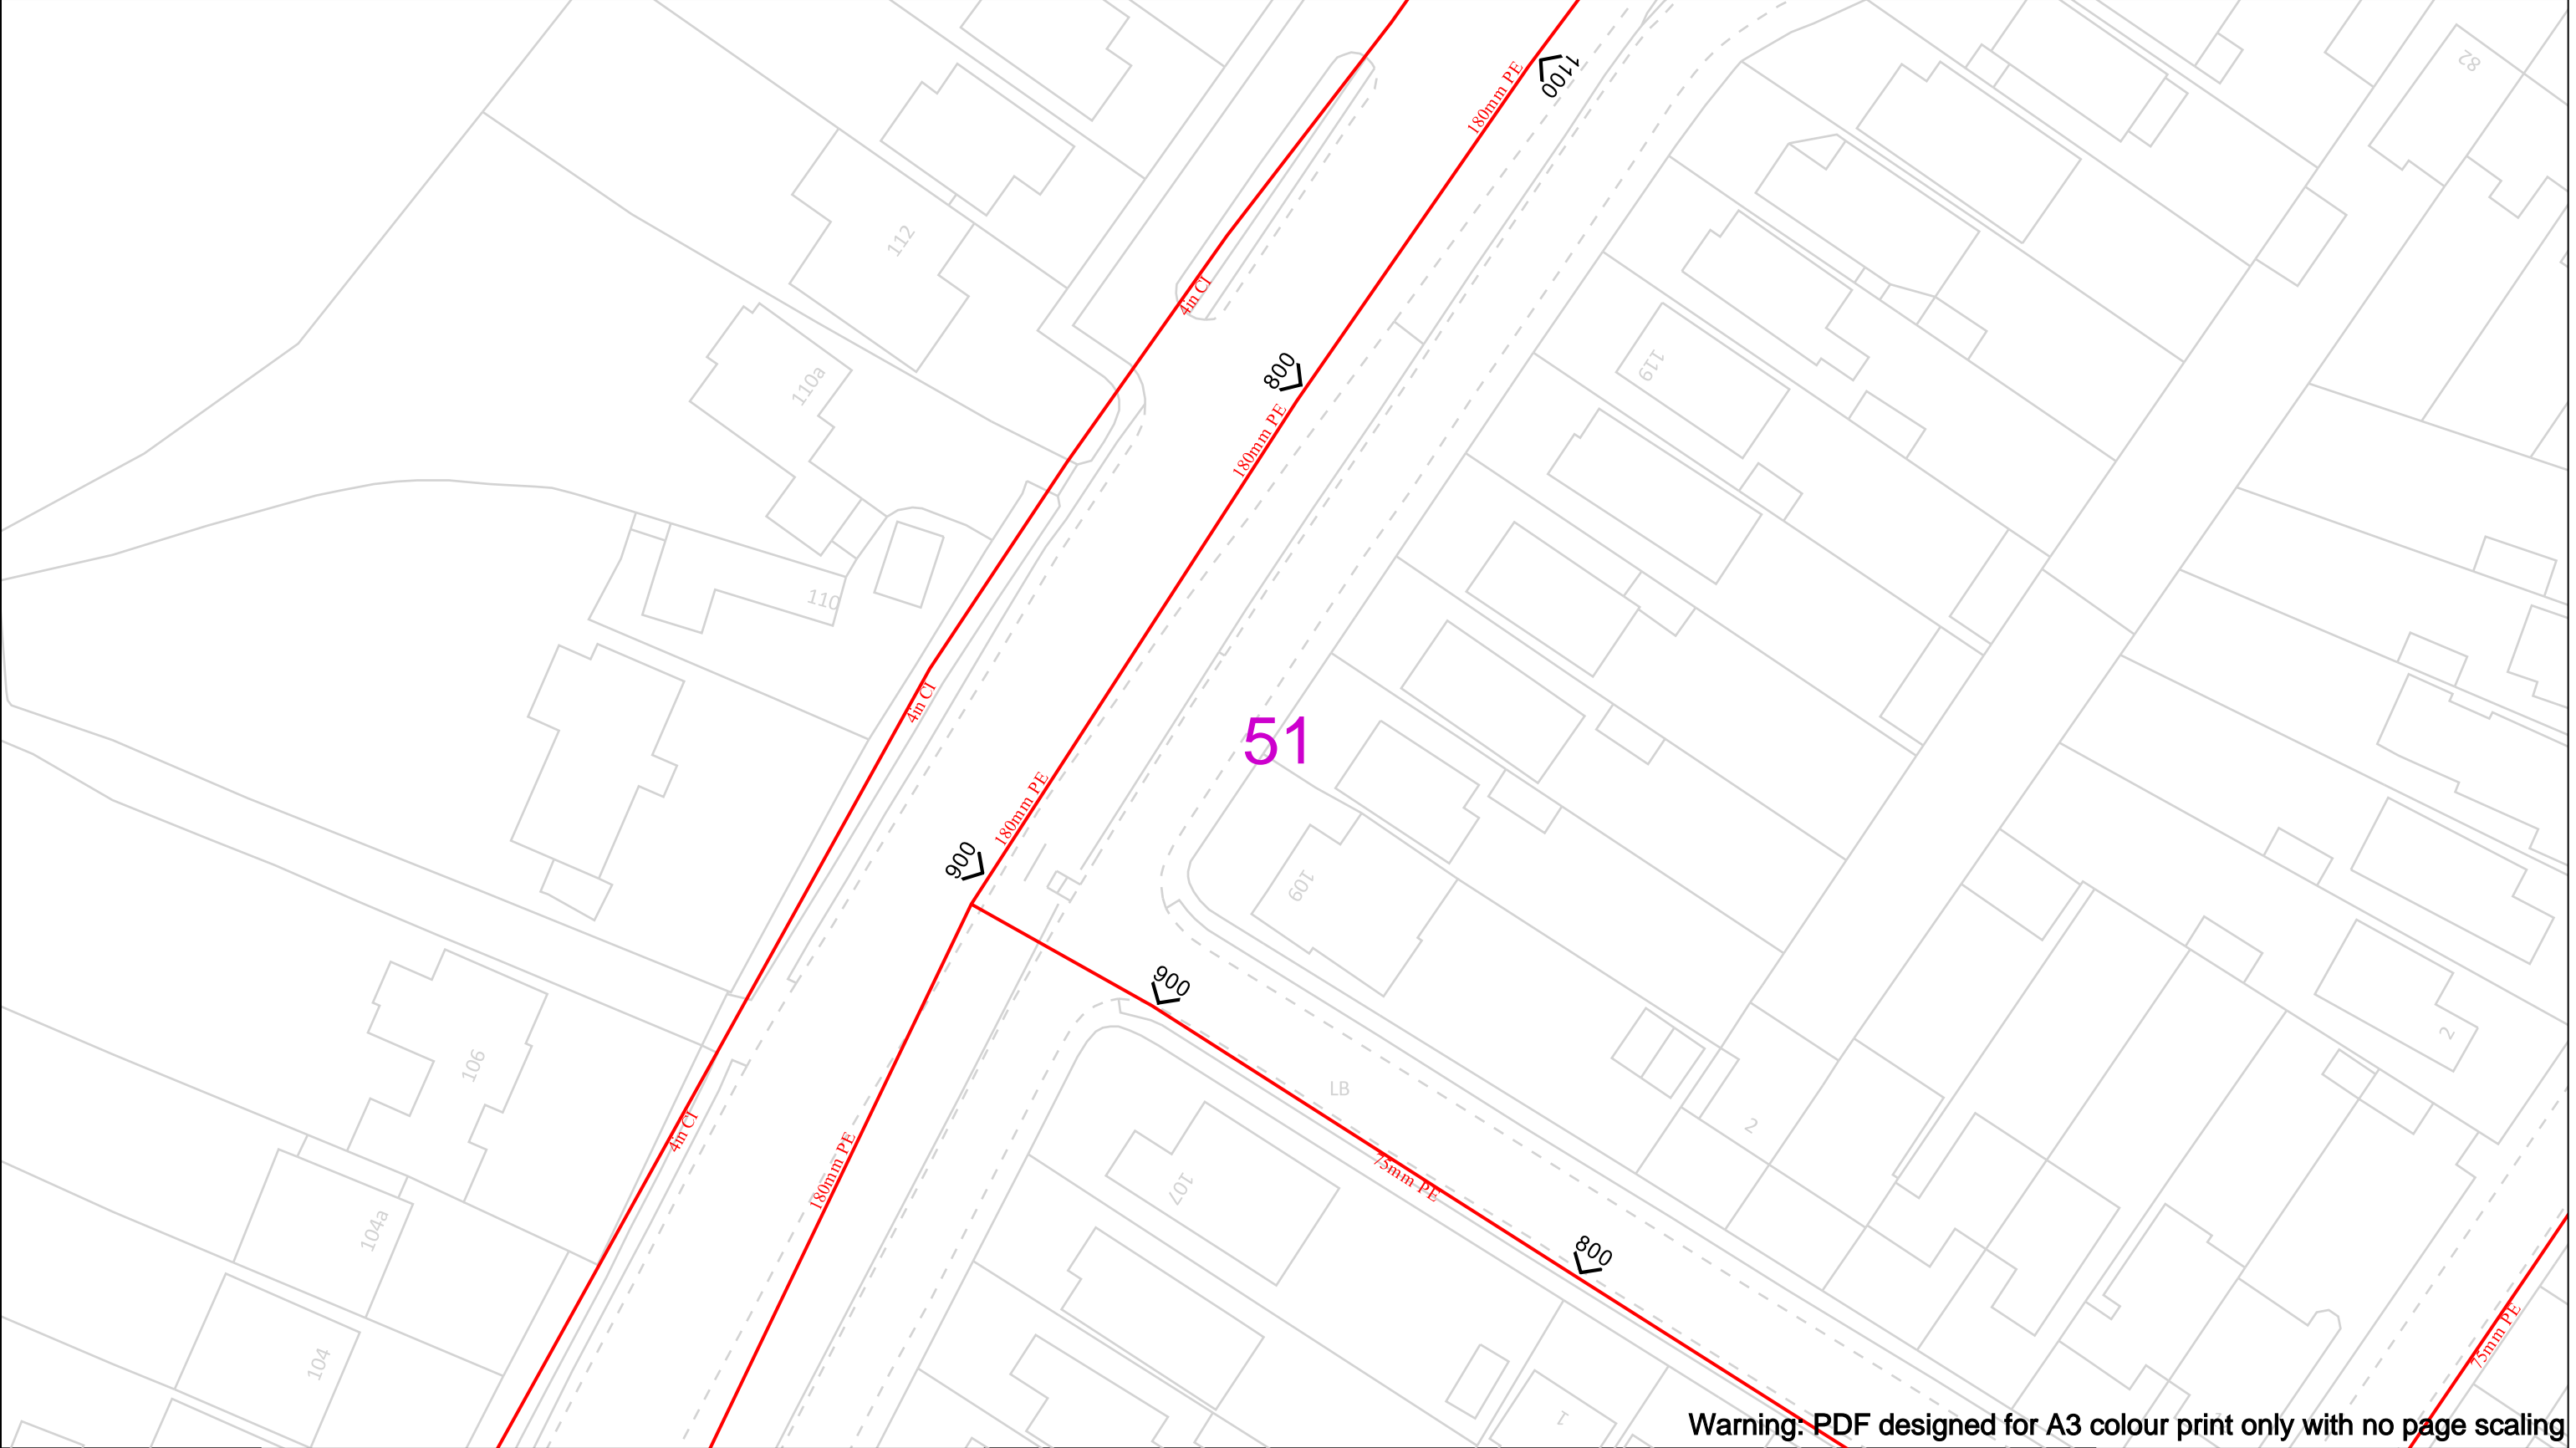 82
1100
180mm PE
112
4in CI
800
119
110a
180mm PE
110
4in CI
51
180mm PE
900
109
900
2
106
LB
2
4in CI
180mm PE
75mm PE
107
104a
800
75mm PE
104
1
Warning: PDF designed for A3 colour print only with no page scaling